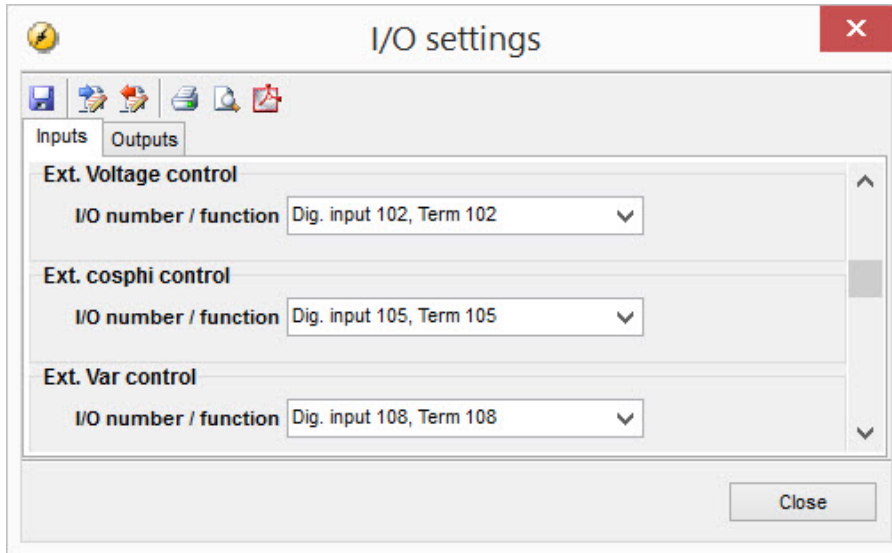 I/O settings
Inputs Outputs
Ext. Voltage control
I/O number / function Dig. input 102, Term 102
Ext. cosphi control
I/O number / function Dig. input 105, Term 105
Ext. Var control
I/O number / function Dig. input 108, Term 108
Close